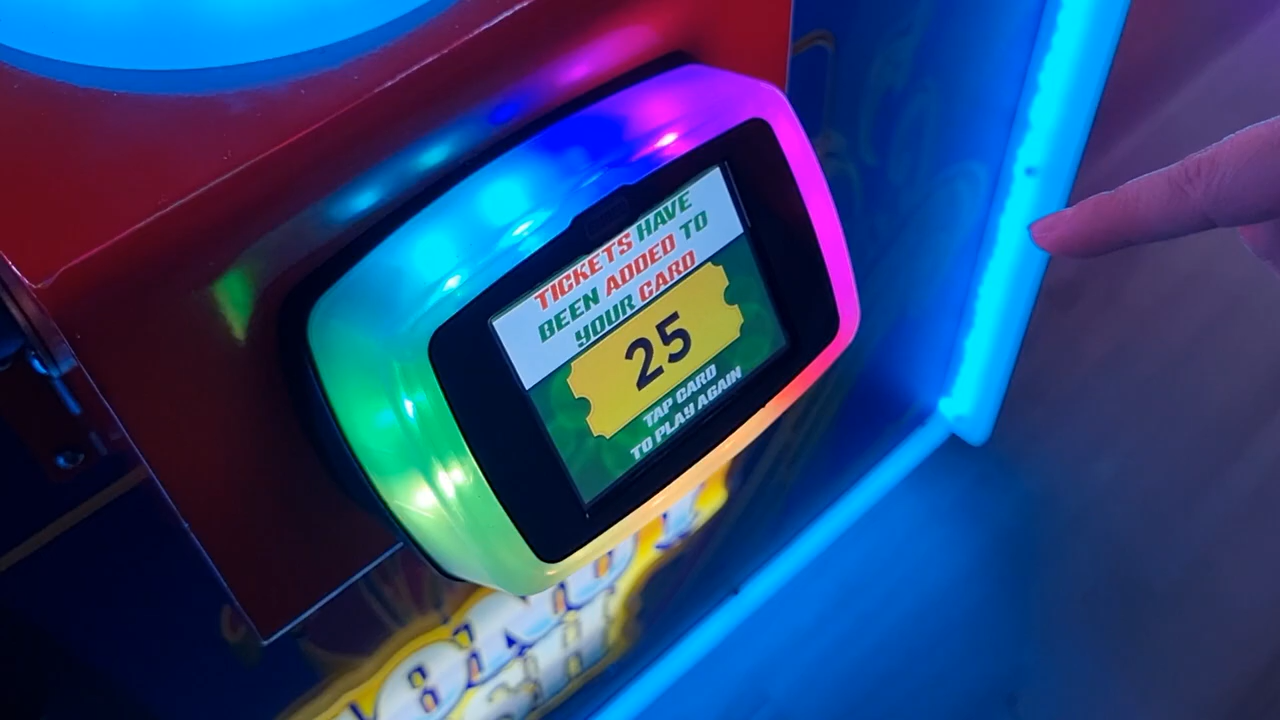 TICKETS HAVE
BEEN ADDED TO
YOUR CARD
25
TAP CARD
TO PLAY AGAIN